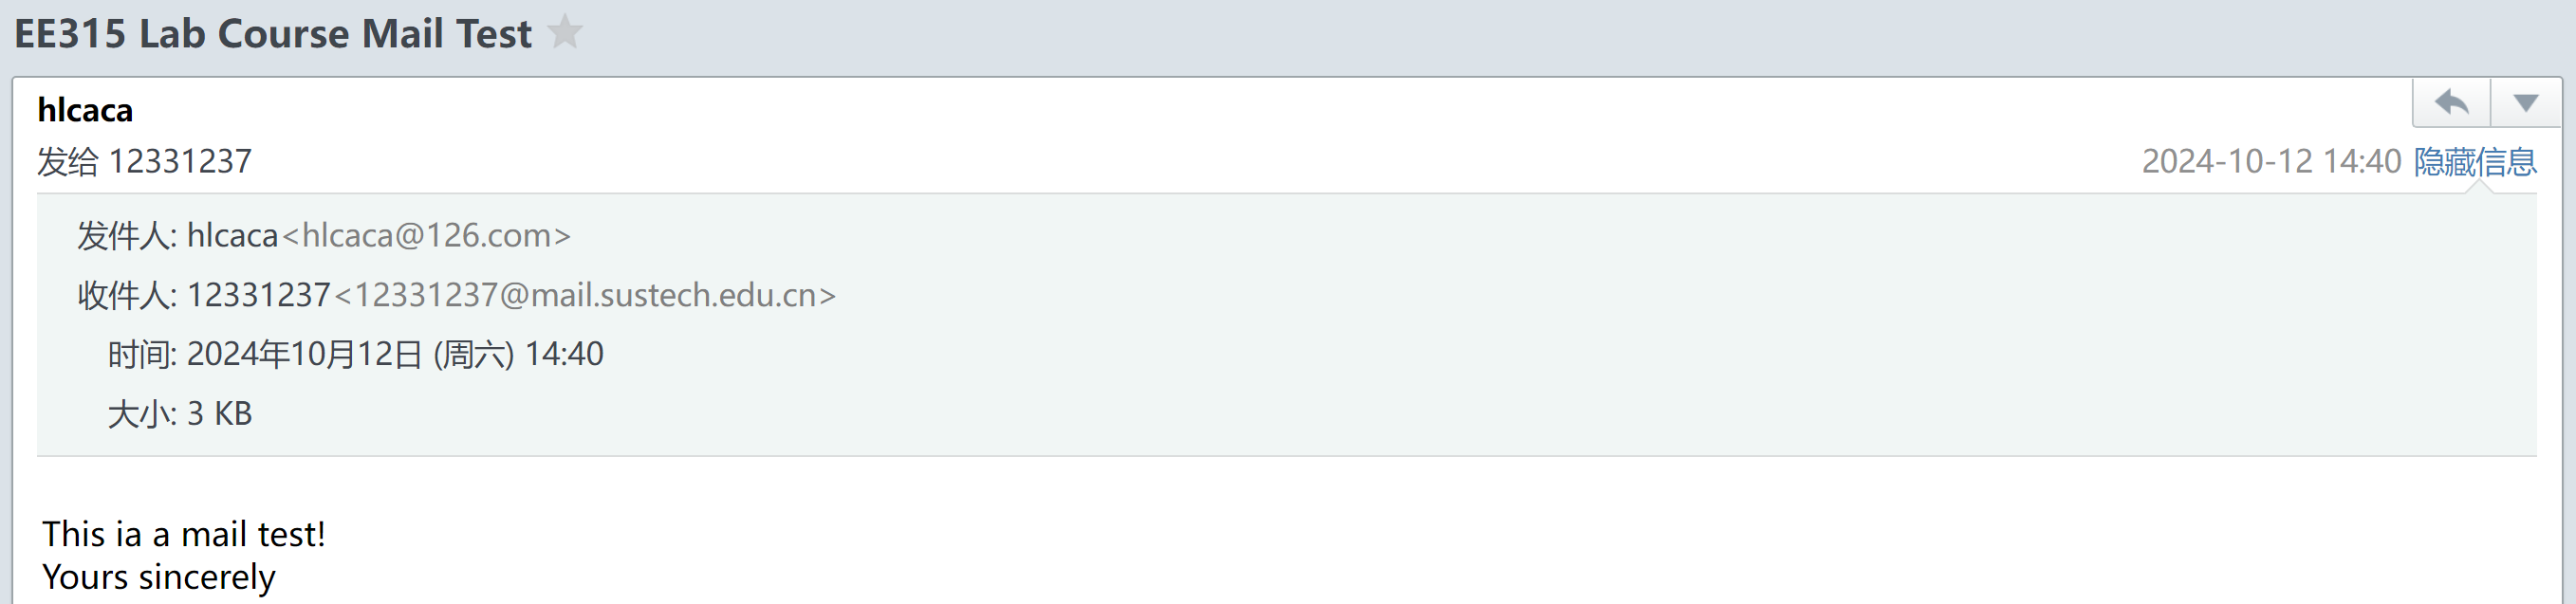 EE315 Lab Course Mail Test
hlcaca
发给 12331237
2024-10-12 14:40 隐藏信息
发件人: hlcaca<hlcaca@126.com>
收件人: 12331237<12331237@mail.sustech.edu.cn>
时间: 2024年10月12日 (周六) 14:40
大小: 3 KB
This ia a mail test!
Yours sincerely